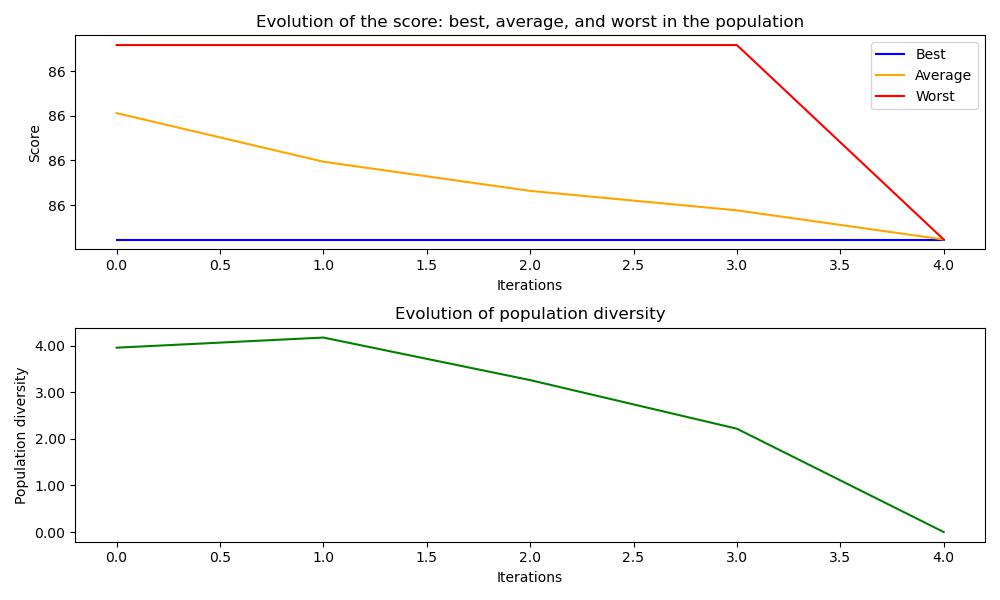 Evolution of the score: best, average, and worst in the population
86
86
86
86
Score
Best
Average
Worst
0.0 0.5 1.0 1.5 2.0 2.5 3.0 3.5 4.0
Iterations
Evolution of population diversity
4.00
3.00
2.00
1.00
0.00
Population diversity
0.0 0.5 1.0 1.5 2.0 2.5 3.0 3.5 4.0
Iterations